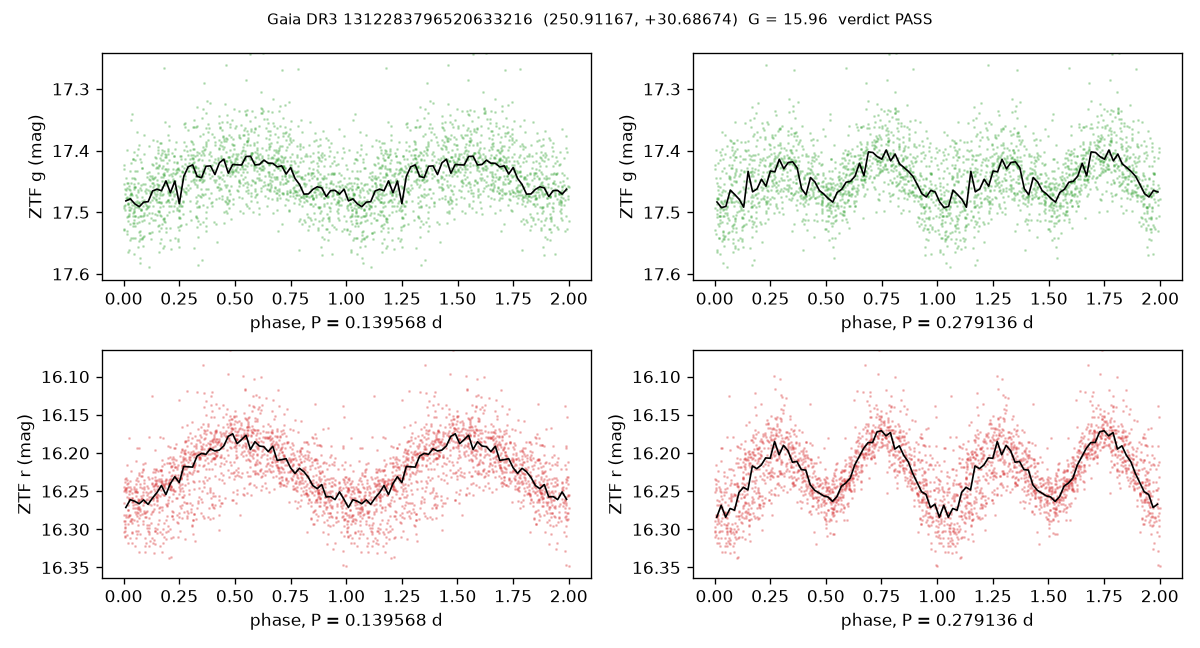 Gaia DR3 1312283796520633216 (250.91167, +30.68674) G = 15.96 verdict PASS
ZTF g (mag)
17.3
17.4
17.5
17.6
0.00 0.25 0.50 0.75 1.00 1.25 1.50 1.75 2.00
phase, P = 0.139568 d
ZTF g (mag)
17.3
17.4
17.5
17.6
0.00 0.25 0.50 0.75 1.00 1.25 1.50 1.75 2.00
phase, P = 0.279136 d
ZTF r (mag)
16.10
16.15
16.20
16.25
16.30
16.35
0.00 0.25 0.50 0.75 1.00 1.25 1.50 1.75 2.00
phase, P = 0.139568 d
ZTF r (mag)
16.10
16.15
16.20
16.25
16.30
16.35
0.00 0.25 0.50 0.75 1.00 1.25 1.50 1.75 2.00
phase, P = 0.279136 d